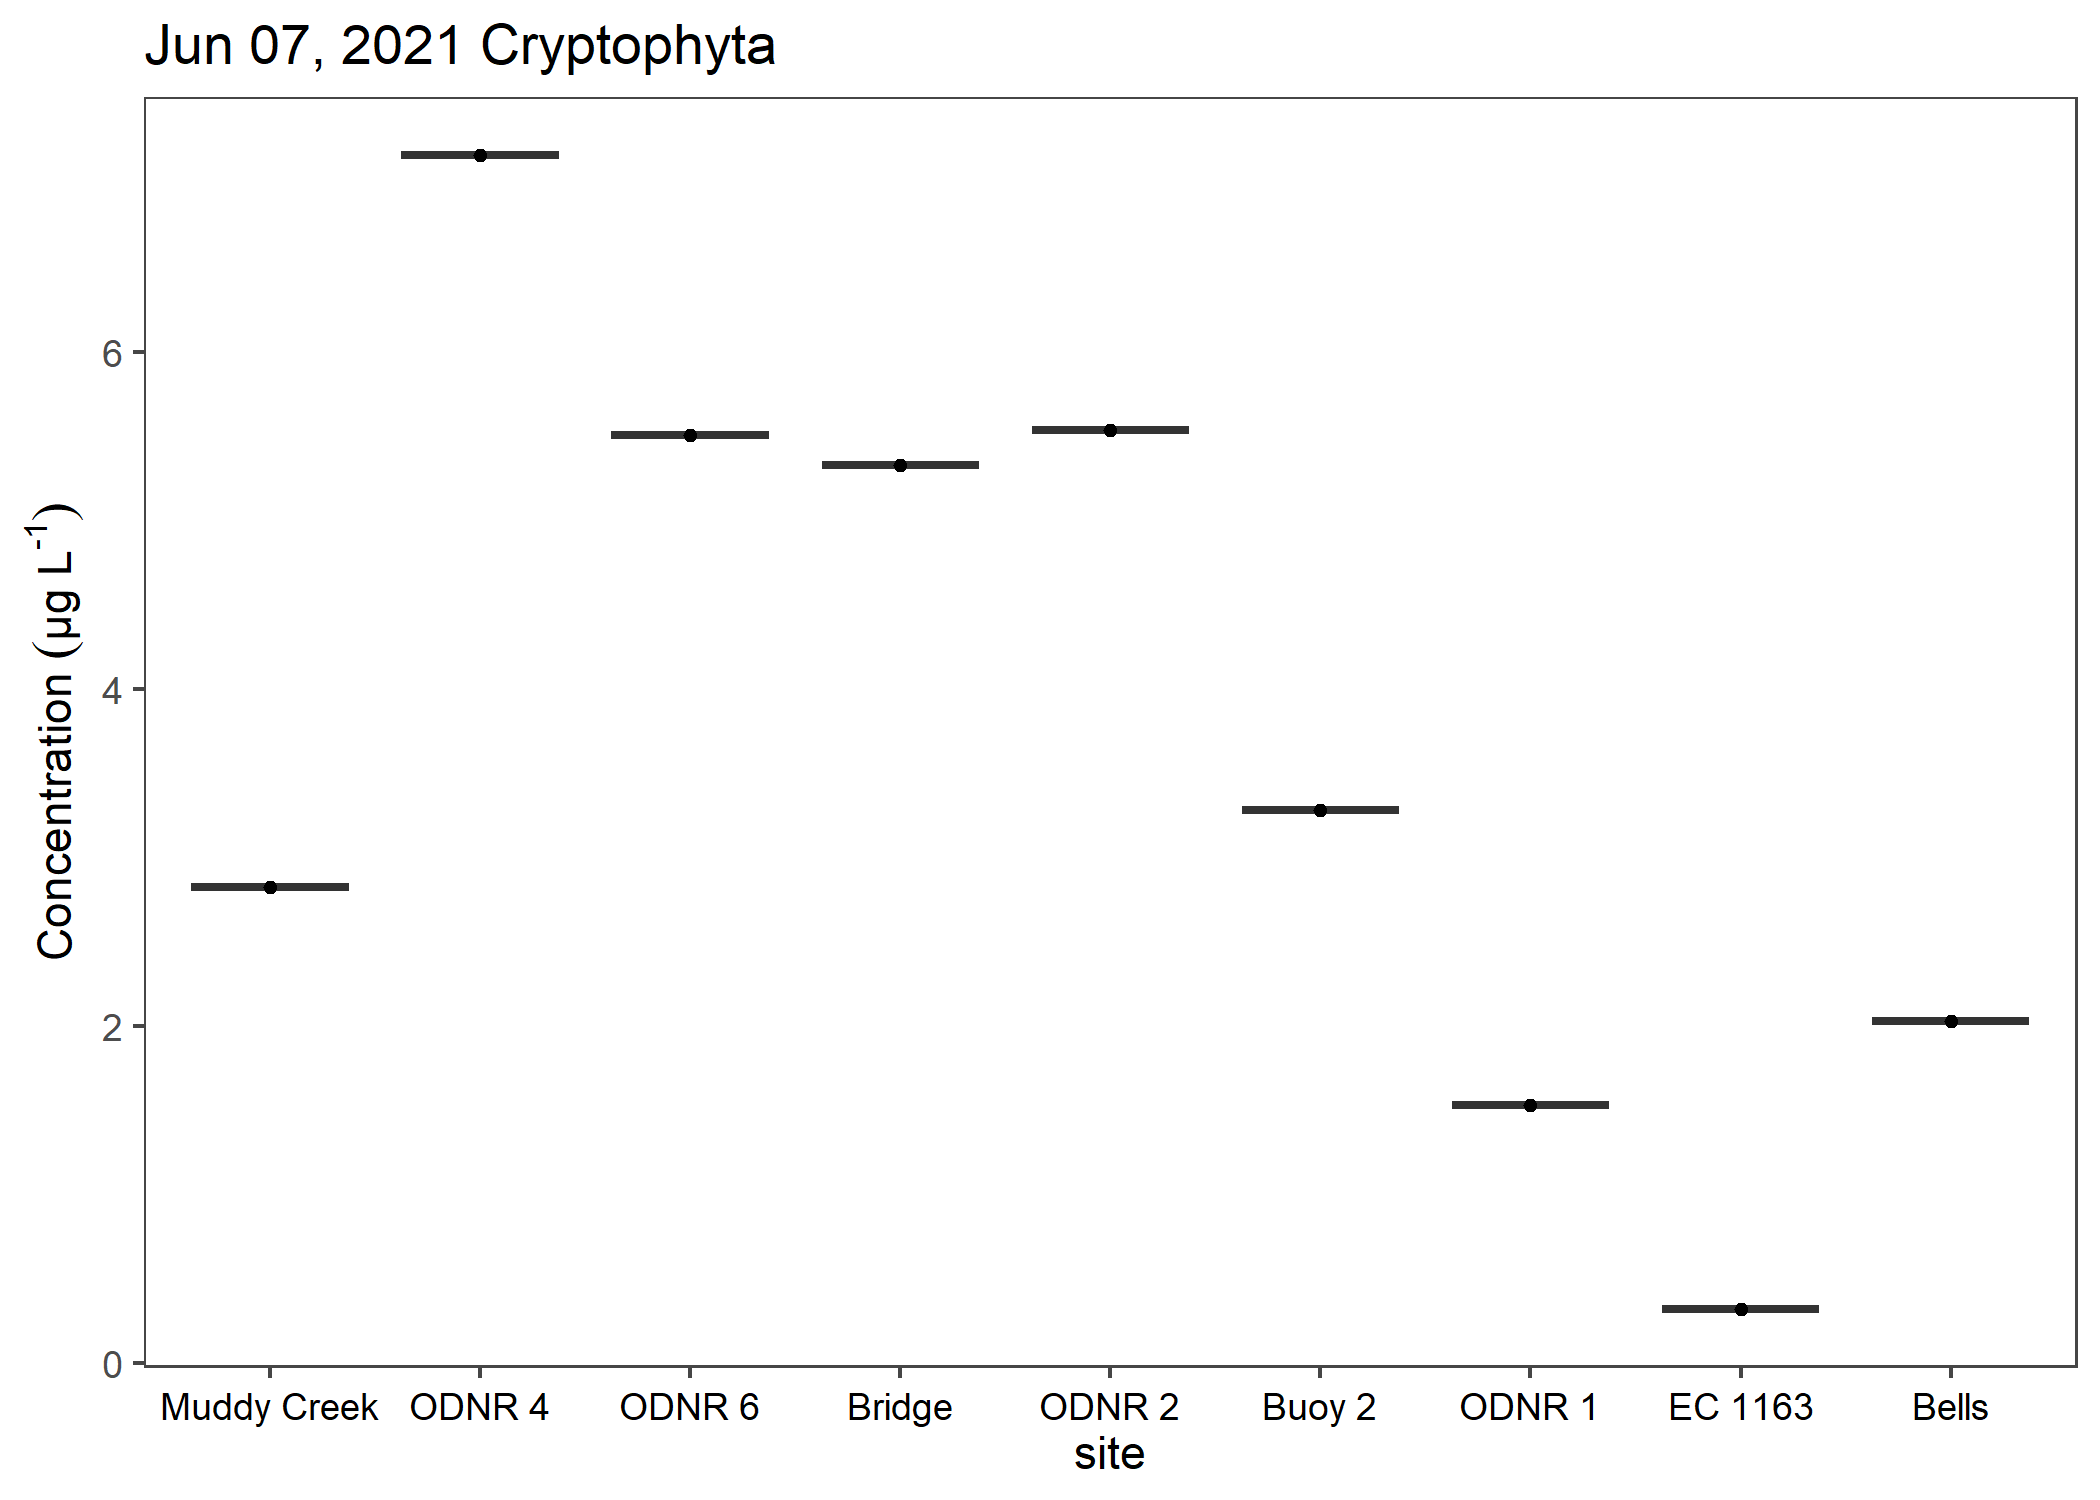 Jun 07, 2021 Cryptophyta
Concentration (µg L⁻¹)
6
4
2
0
Muddy Creek ODNR 4 ODNR 6 Bridge ODNR 2 Buoy 2 ODNR 1 EC 1163 Bells
site